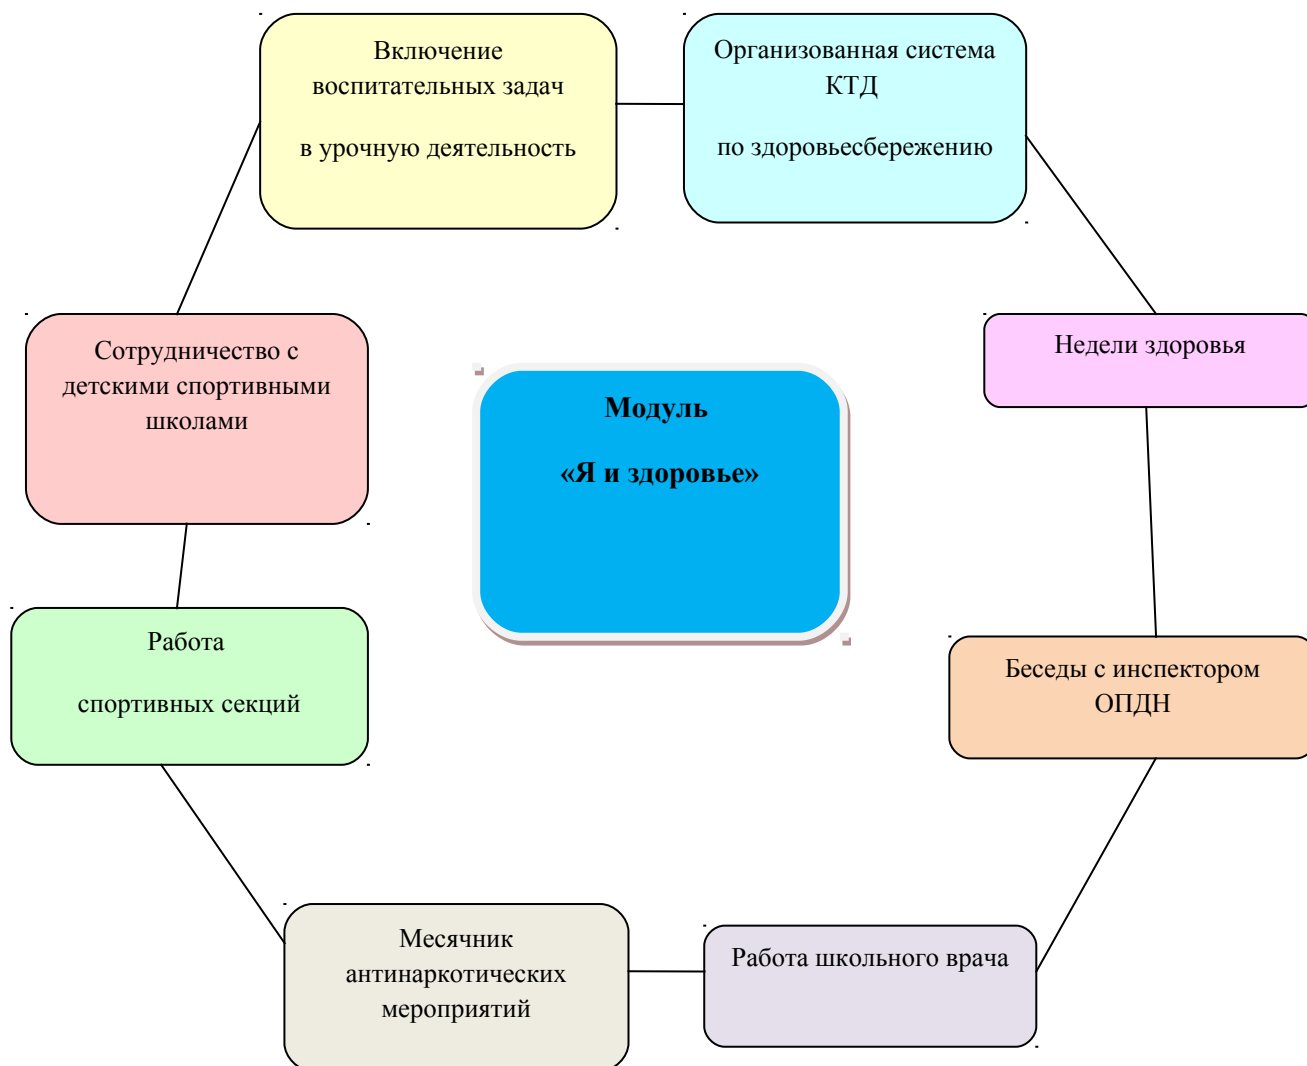 Включение
воспитательных задач
в урочную деятельность
Организованная система
КТД
по здоровьесбережению
Сотрудничество с
детскими спортивными
школами
Модуль
«Я и здоровье»
Недели здоровья
Работа
спортивных секций
Беседы с инспектором
ОПДН
Месячник
антинаркотических
мероприятий
Работа школьного врача